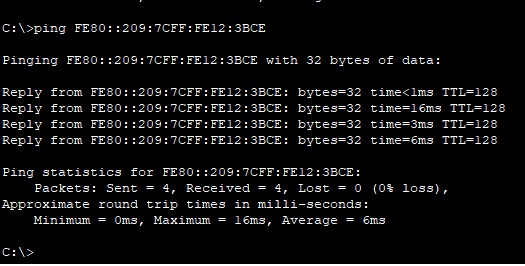 C:\>ping FE80::209:7CFF:FE12:3BCE
Pinging FE80::209:7CFF:FE12:3BCE with 32 bytes of data:
Reply from FE80::209:7CFF:FE12:3BCE: bytes=32 time<1ms TTL=128
Reply from FE80::209:7CFF:FE12:3BCE: bytes=32 time=16ms TTL=128
Reply from FE80::209:7CFF:FE12:3BCE: bytes=32 time=3ms TTL=128
Reply from FE80::209:7CFF:FE12:3BCE: bytes=32 time=6ms TTL=128
Ping statistics for FE80::209:7CFF:FE12:3BCE:
    Packets: Sent = 4, Received = 4, Lost = 0 (0% loss),
Approximate round trip times in milli-seconds:
    Minimum = 0ms, Maximum = 16ms, Average = 6ms
C:\>